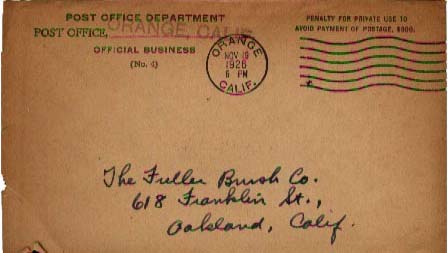 POST OFFICE DEPARTMENT
POST OFFICE, ORANGE, CALIF.
OFFICIAL BUSINESS
(No. 4)
ORANGE
NOV 19
1926
6 PM
CALIF.
PENALTY FOR PRIVATE USE TO
AVOID PAYMENT OF POSTAGE, $300.
The Fuller Brush Co.
618 Franklin St.,
Oakland, Calif.